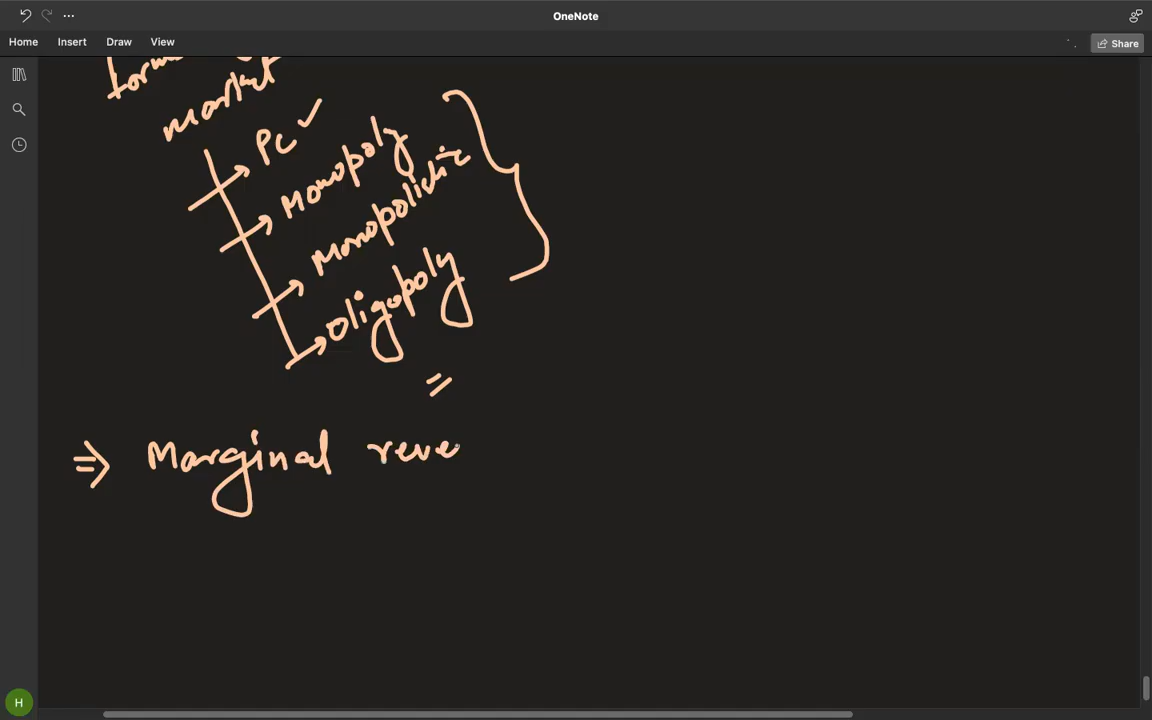 OneNote
Home Insert Draw View
Share
market
PC ✓
Monopoly
Monopolistic
Oligopoly
=
⇒ Marginal reve
H